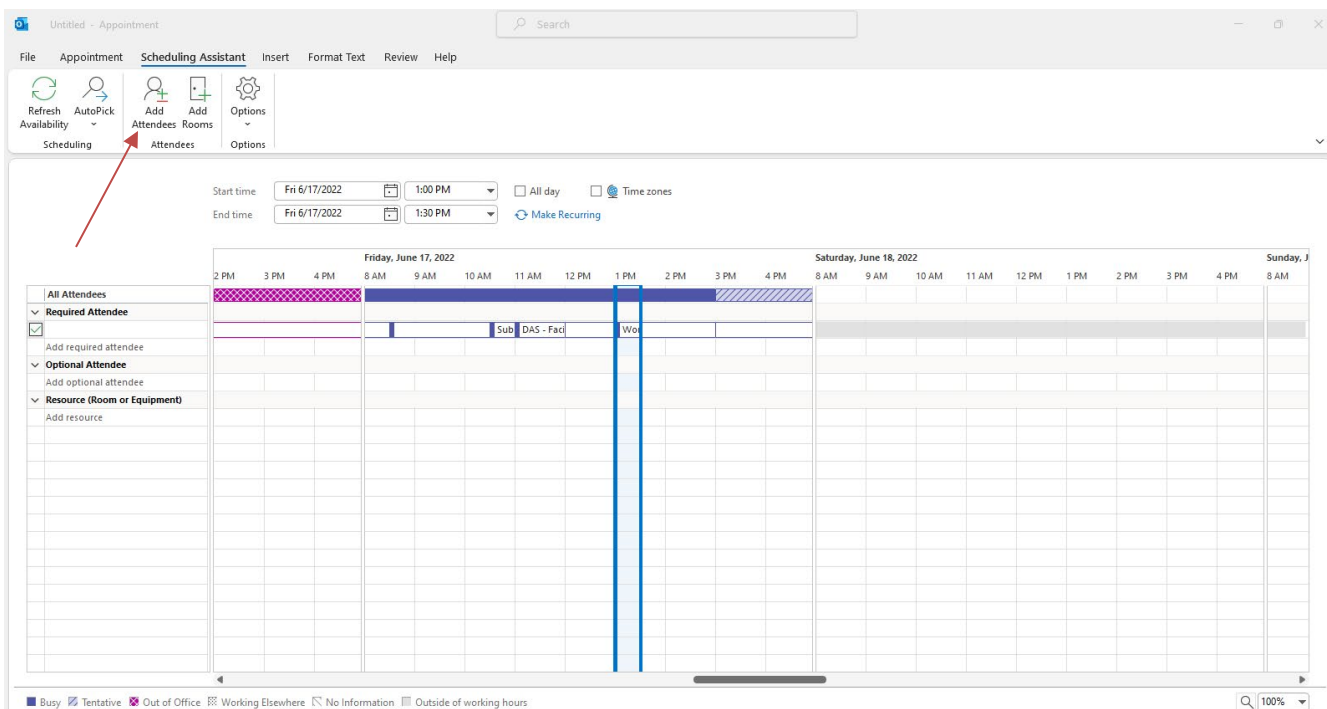 Untitled - Appointment
Search
File Appointment Scheduling Assistant Insert Format Text Review Help
Refresh Availability
AutoPick
Add Attendees
Add Rooms
Options
Scheduling Attendees Options
Start time Fri 6/17/2022 1:00 PM All day Time zones
End time Fri 6/17/2022 1:30 PM Make Recurring
Friday, June 17, 2022 Saturday, June 18, 2022 Sunday, J
2 PM 3 PM 4 PM 8 AM 9 AM 10 AM 11 AM 12 PM 1 PM 2 PM 3 PM 4 PM 8 AM 9 AM 10 AM 11 AM 12 PM 1 PM 2 PM 3 PM 4 PM 8 AM
All Attendees
Required Attendee
Sub DAS - Faci Wor
Add required attendee
Optional Attendee
Add optional attendee
Resource (Room or Equipment)
Add resource
Busy Tentative Out of Office Working Elsewhere No Information Outside of working hours 100%